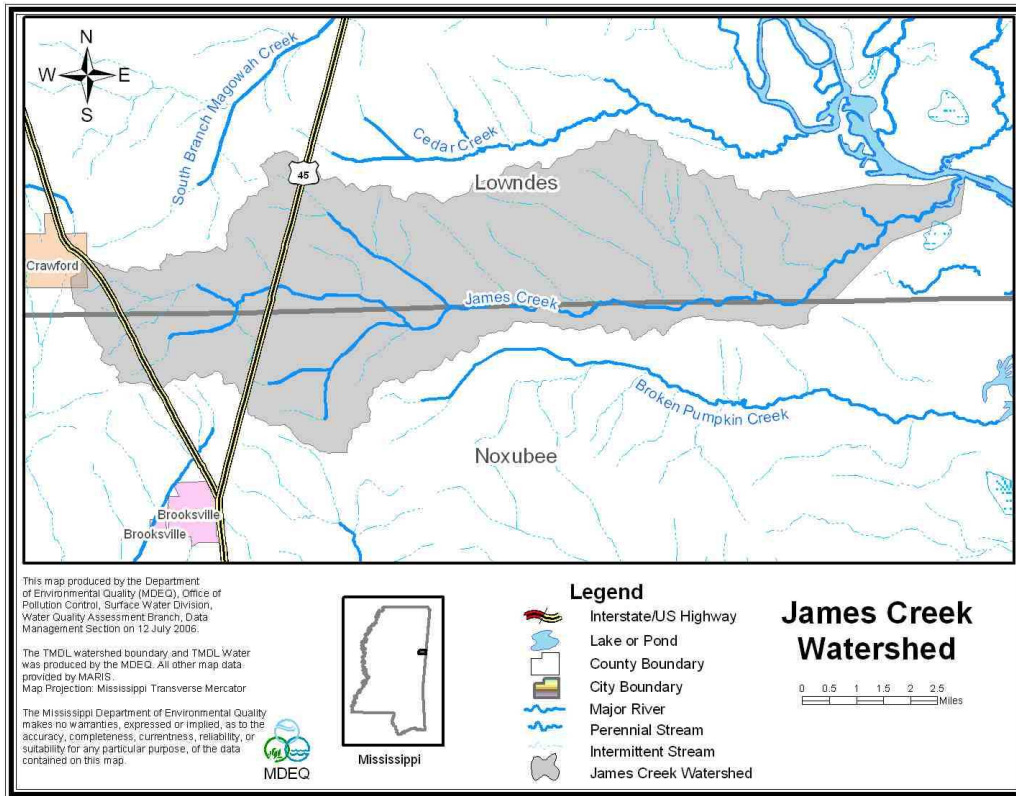 N
W E
S
South Branch Magowah Creek
Cedar Creek
45
Lowndes
Crawford
James Creek
Broken Pumpkin Creek
Noxubee
Brooksville
Brooksville
This map produced by the Department
of Environmental Quality (MDEQ), Office of
Pollution Control, Surface Water Division,
Water Quality Assessment Branch, Data
Management Section on 12 July 2006.
The TMDL watershed boundary and TMDL Water
was produced by the MDEQ. All other map data
provided by MARIS.
Map Projection: Mississippi Transverse Mercator
The Mississippi Department of Environmental Quality
makes no warranties, expressed or implied, as to the
accuracy, completeness, currentness, reliability, or
suitability for any particular purpose, of the data
contained on this map.
MDEQ
Mississippi
Legend
Interstate/US Highway
Lake or Pond
County Boundary
City Boundary
Major River
Perennial Stream
Intermittent Stream
James Creek Watershed
James Creek
Watershed
0 0.5 1 1.5 2 2.5
Miles